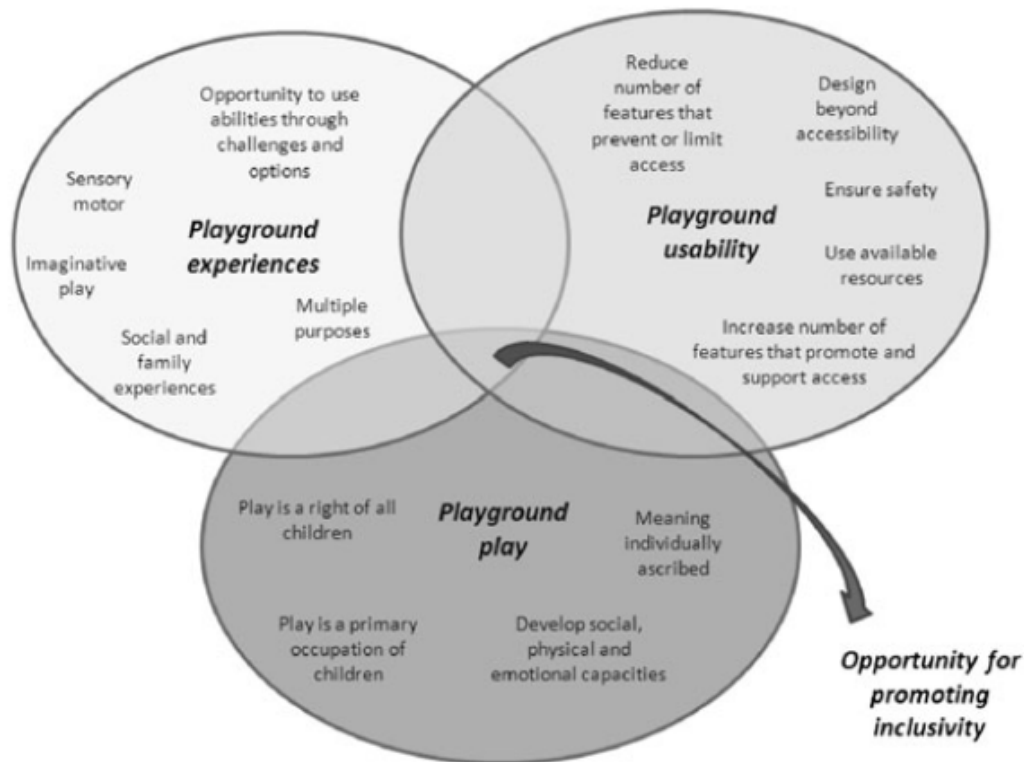 Opportunity to use
abilities through
challenges and
options
Sensory
motor
Playground
experiences
Imaginative
play
Multiple
purposes
Social and
family
experiences
Reduce
number of
features that
prevent or limit
access
Design
beyond
accessibility
Ensure safety
Playground
usability
Use available
resources
Increase number of
features that promote and
support access
Play is a right of all
children
Playground
play
Meaning
individually
ascribed
Play is a primary
occupation of
children
Develop social,
physical and
emotional capacities
Opportunity for
promoting
inclusivity